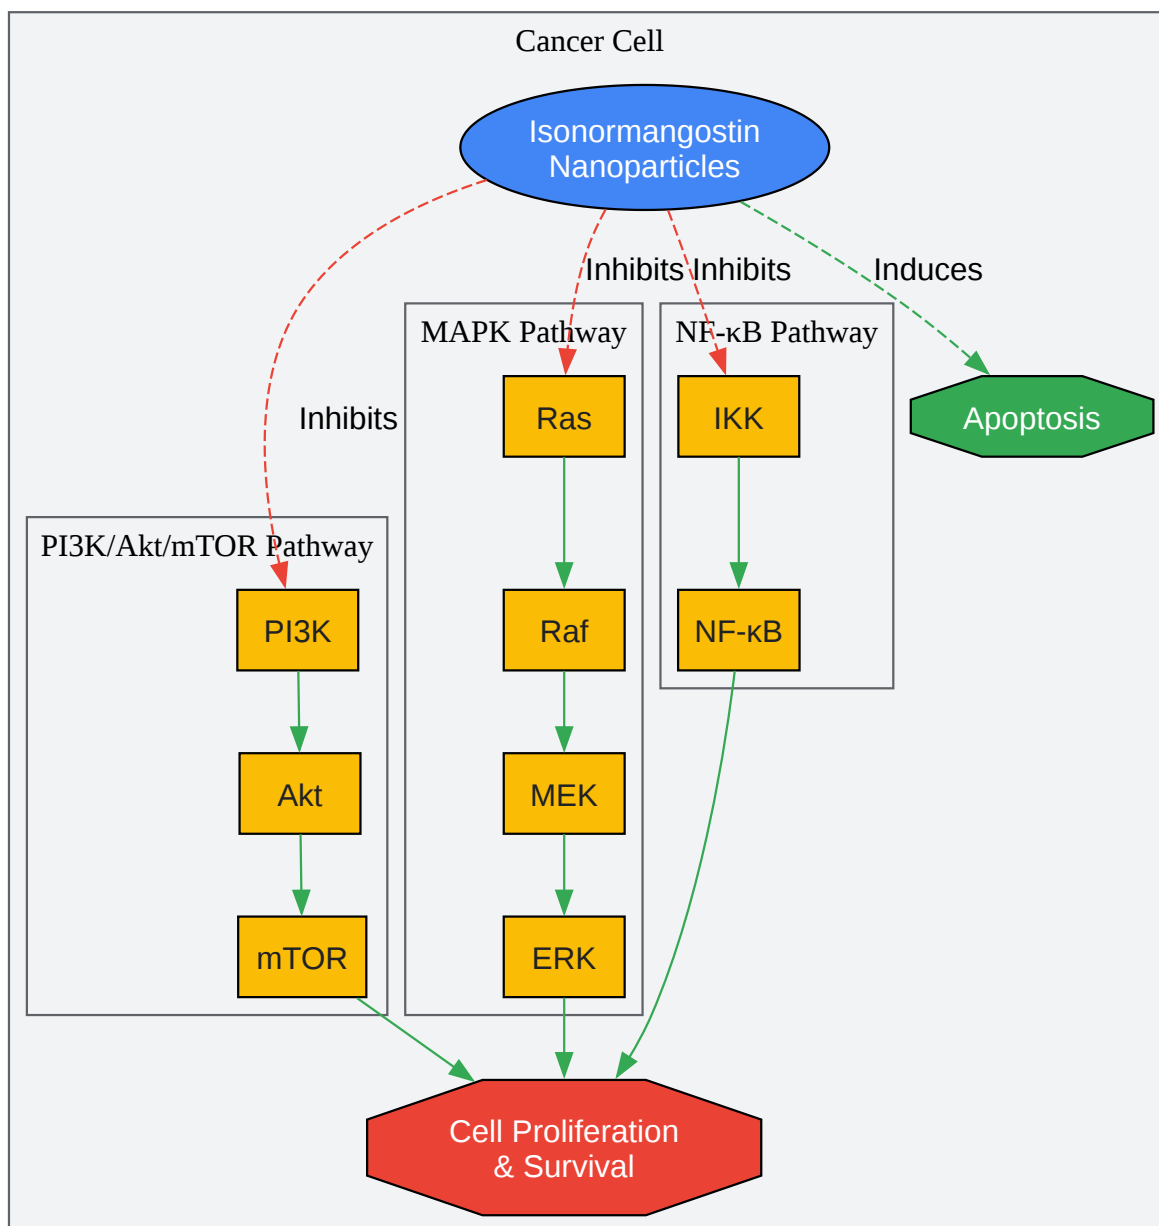 Cancer Cell
Isonormangostin
Nanoparticles
Inhibits
Inhibits
Induces
MAPK Pathway
NF-κB Pathway
Ras
IKK
Apoptosis
Inhibits
PI3K/Akt/mTOR Pathway
PI3K
Raf
NF-κB
Akt
MEK
mTOR
ERK
Cell Proliferation
& Survival